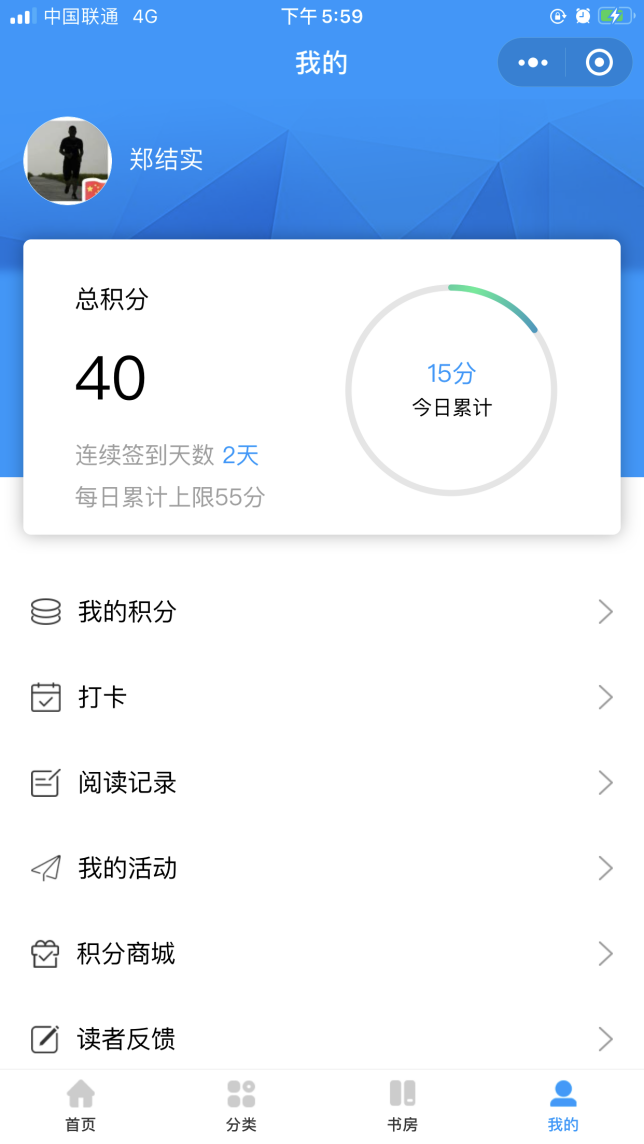 中国联通 4G 下午 5:59
我的
郑结实
总积分
40
15分
今日累计
连续签到天数 2天
每日累计上限55分
我的积分
打卡
阅读记录
我的活动
积分商城
读者反馈
首页 分类 书房 我的